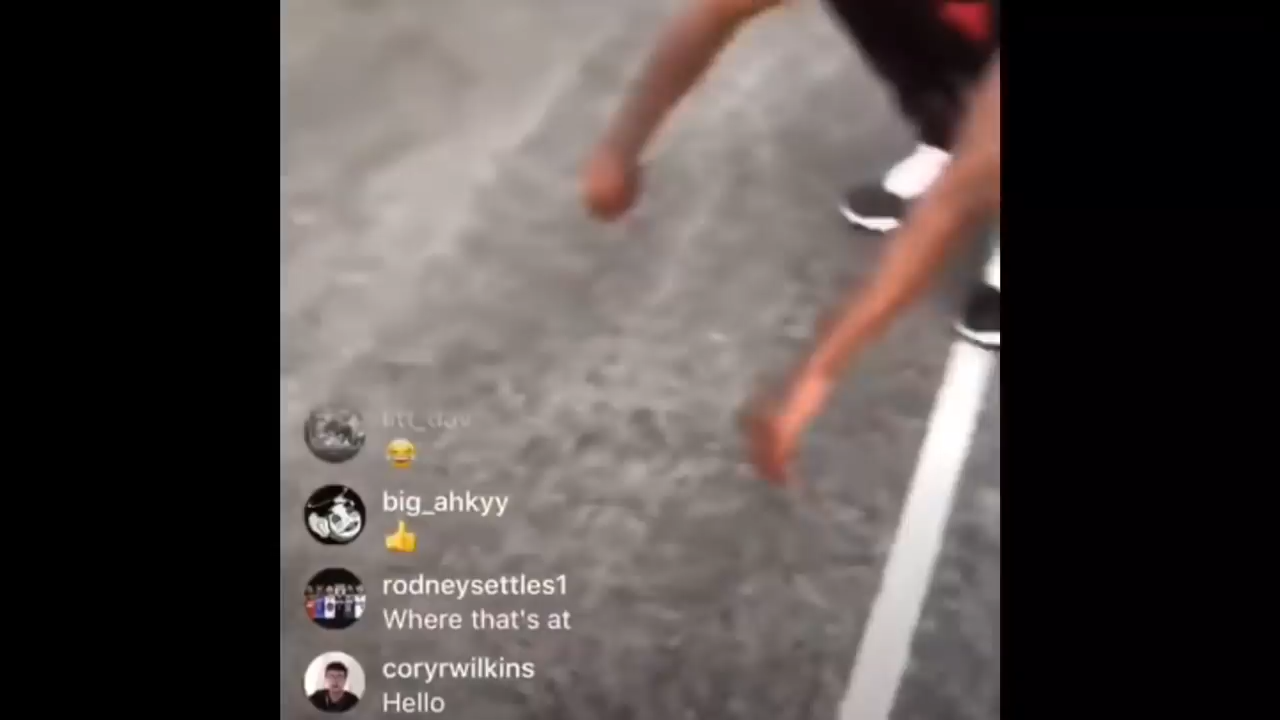 😂
big_ahkyy
👍
rodneysettles1
Where that's at
coryrwilkins
Hello